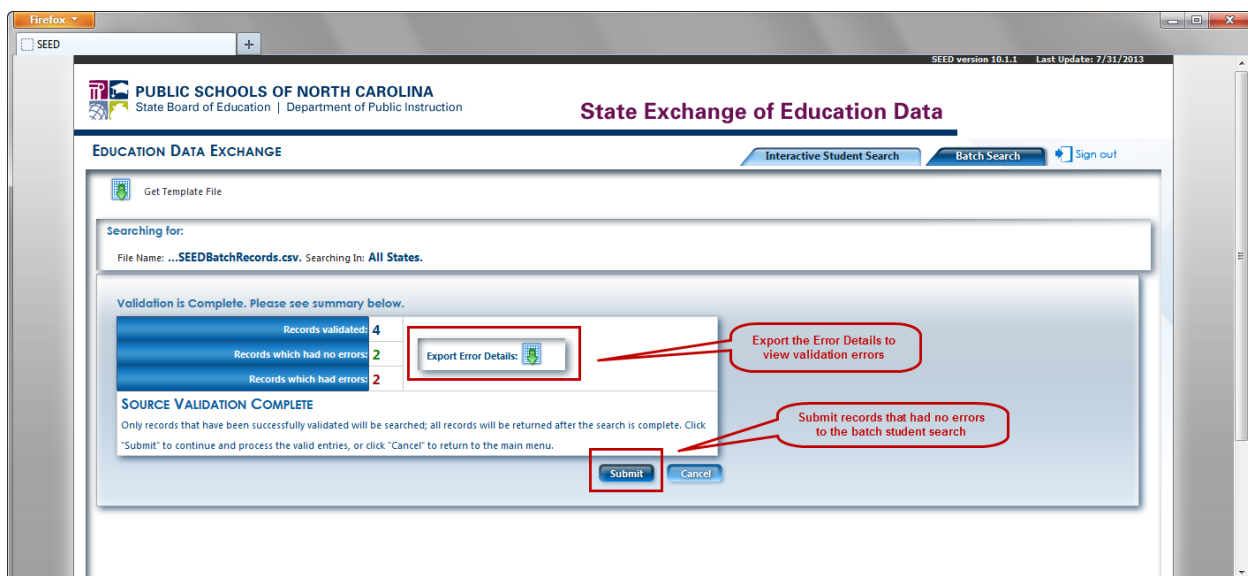 Firefox
SEED
SEED version 10.1.1 Last Update: 7/31/2013
PUBLIC SCHOOLS OF NORTH CAROLINA
State Board of Education | Department of Public Instruction
State Exchange of Education Data
EDUCATION DATA EXCHANGE
Interactive Student Search
Batch Search
Sign out
Get Template File
Searching for:
File Name: ...SEEDBatchRecords.csv. Searching In: All States.
Validation is Complete. Please see summary below.
Records validated: 4
Records which had no errors: 2
Records which had errors: 2
Export Error Details:
Export the Error Details to
view validation errors
SOURCE VALIDATION COMPLETE
Only records that have been successfully validated will be searched; all records will be returned after the search is complete. Click
"Submit" to continue and process the valid entries, or click "Cancel" to return to the main menu.
Submit records that had no errors
to the batch student search
Submit
Cancel